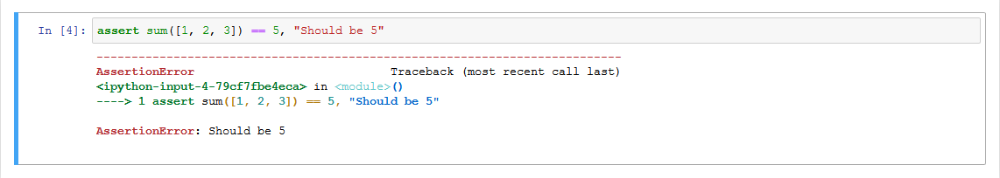 In [4]: assert sum([1, 2, 3]) == 5, "Should be 5"
---------------------------------------------------------------------------
AssertionError                            Traceback (most recent call last)
<ipython-input-4-79cf7fbe4eca> in <module>()
----> 1 assert sum([1, 2, 3]) == 5, "Should be 5"
AssertionError: Should be 5